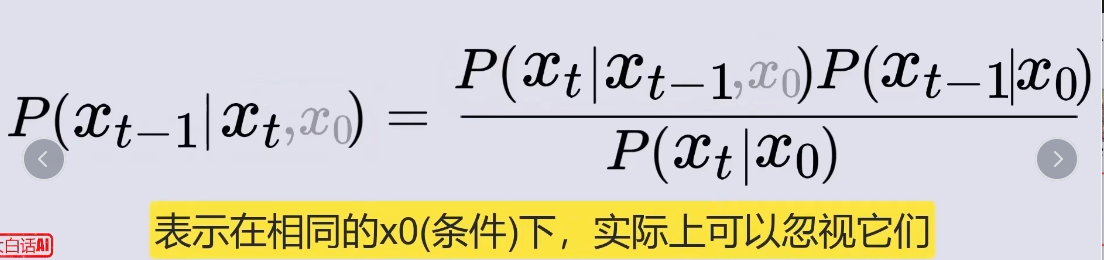 P(x_{t-1}|x_t,x_0) = \frac{P(x_t|x_{t-1},x_0)P(x_{t-1}|x_0)}{P(x_t|x_0)}
表示在相同的x0(条件)下，实际上可以忽视它们
白话AI